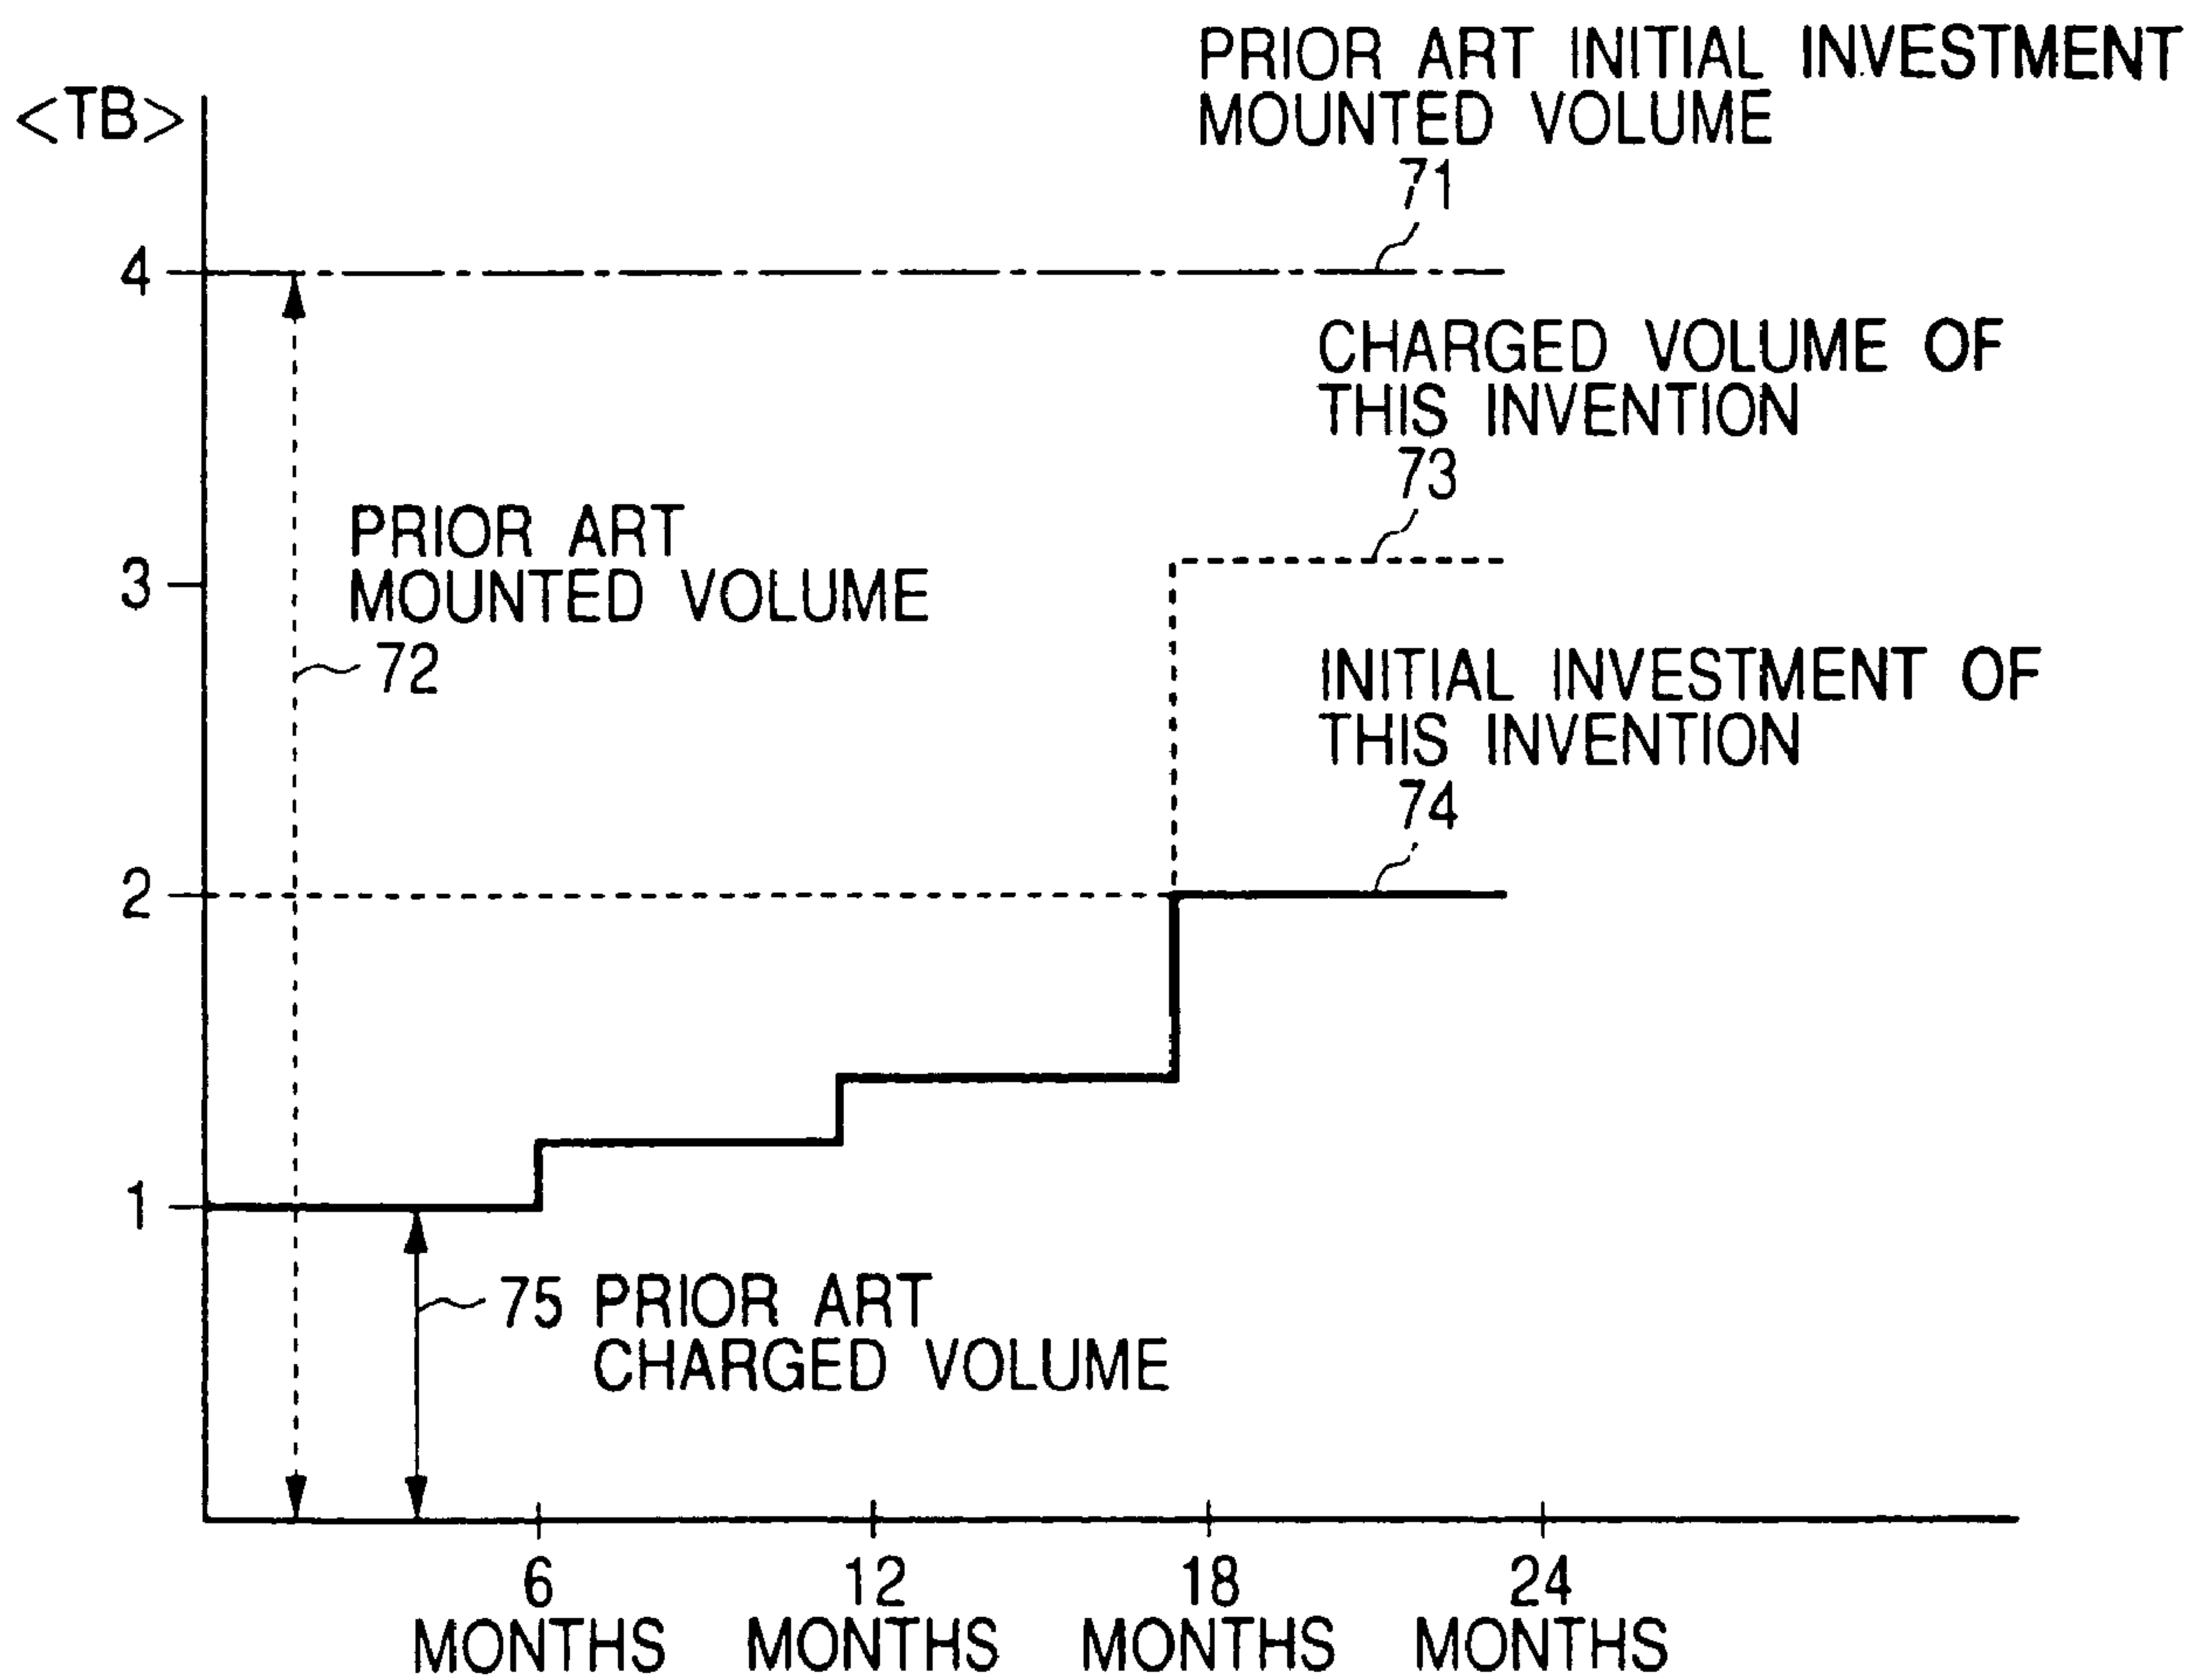 PRIOR ART INITIAL INVESTMENT
MOUNTED VOLUME
71
<TB>
4
CHARGED VOLUME OF
THIS INVENTION
73
PRIOR ART
MOUNTED VOLUME
72
3
INITIAL INVESTMENT OF
THIS INVENTION
74
2
1
75 PRIOR ART
CHARGED VOLUME
6
MONTHS
12
MONTHS
18
MONTHS
24
MONTHS